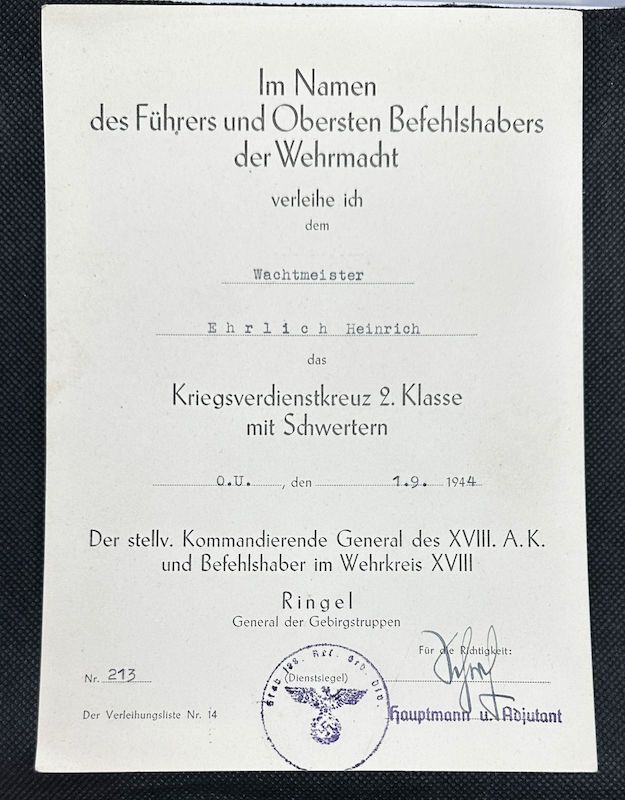 Im Namen
des Führers und Obersten Befehlshabers
der Wehrmacht
verleihe ich
dem
Wachtmeister
Ehrlich Heinrich
das
Kriegsverdienstkreuz 2. Klasse
mit Schwertern
O.U. , den 1.9. 1944
Der stellv. Kommandierende General des XVIII. A.K.
und Befehlshaber im Wehrkreis XVIII
Ringel
General der Gebirgstruppen
Für die Richtigkeit:
Nr. 213
(Dienstsiegel)
Hauptmann u. Adjutant
Der Verleihungsliste Nr. 14